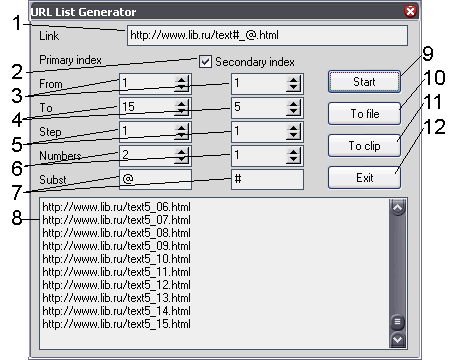 URL List Generator
1
Link http://www.lib.ru/text#_@.html
2
Primary index Secondary index
3 From 1 1
4 To 15 5
5 Step 1 1
6 Numbers 2 1
7 Subst @ #
Start 9
To file 10
To clip 11
Exit 12
8
http://www.lib.ru/text5_06.html
http://www.lib.ru/text5_07.html
http://www.lib.ru/text5_08.html
http://www.lib.ru/text5_09.html
http://www.lib.ru/text5_10.html
http://www.lib.ru/text5_11.html
http://www.lib.ru/text5_12.html
http://www.lib.ru/text5_13.html
http://www.lib.ru/text5_14.html
http://www.lib.ru/text5_15.html